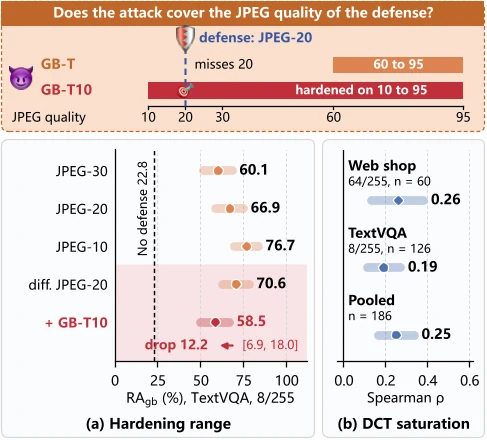 Does the attack cover the JPEG quality of the defense?
defense: JPEG-20
GB-T misses 20 60 to 95
GB-T10 hardened on 10 to 95
JPEG quality 10 20 30 60 95
JPEG-30 60.1
JPEG-20 66.9
JPEG-10 76.7
diff. JPEG-20 70.6
+ GB-T10 58.5
drop 12.2 [6.9, 18.0]
No defense 22.8
0 25 50 75 100
RAgb (%), TextVQA, 8/255
(a) Hardening range
Web shop
64/255, n = 60
0.26
TextVQA
8/255, n = 126
0.19
Pooled
n = 186
0.25
0.0 0.2 0.4 0.6
Spearman ρ
(b) DCT saturation